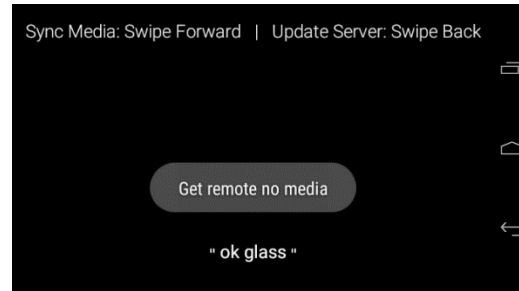 Sync Media: Swipe Forward | Update Server: Swipe Back
Get remote no media
" ok glass "